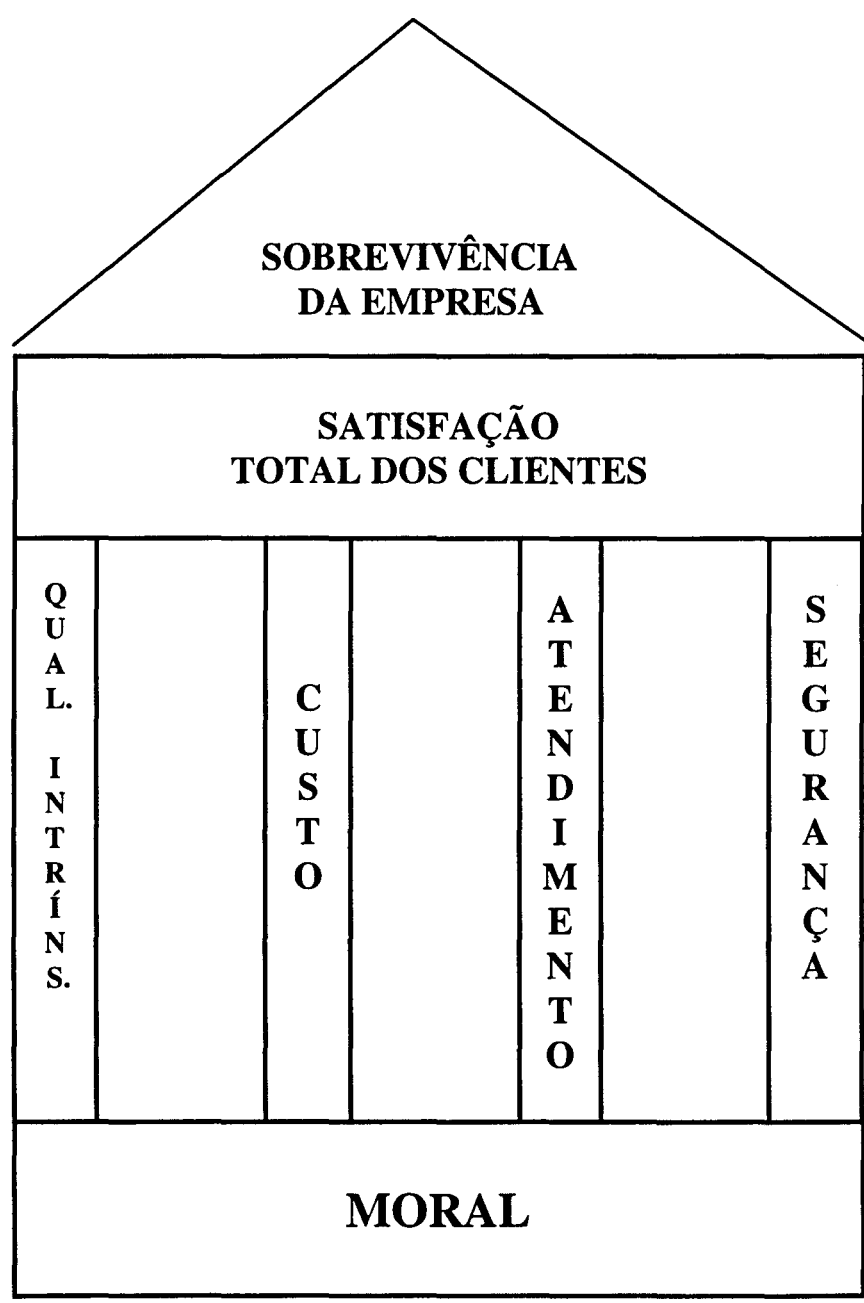 SOBREVIVÊNCIA
DA EMPRESA
SATISFAÇÃO
TOTAL DOS CLIENTES
QUAL. INTRÍNS.
CUSTO
ATENDIMENTO
SEGURANÇA
MORAL